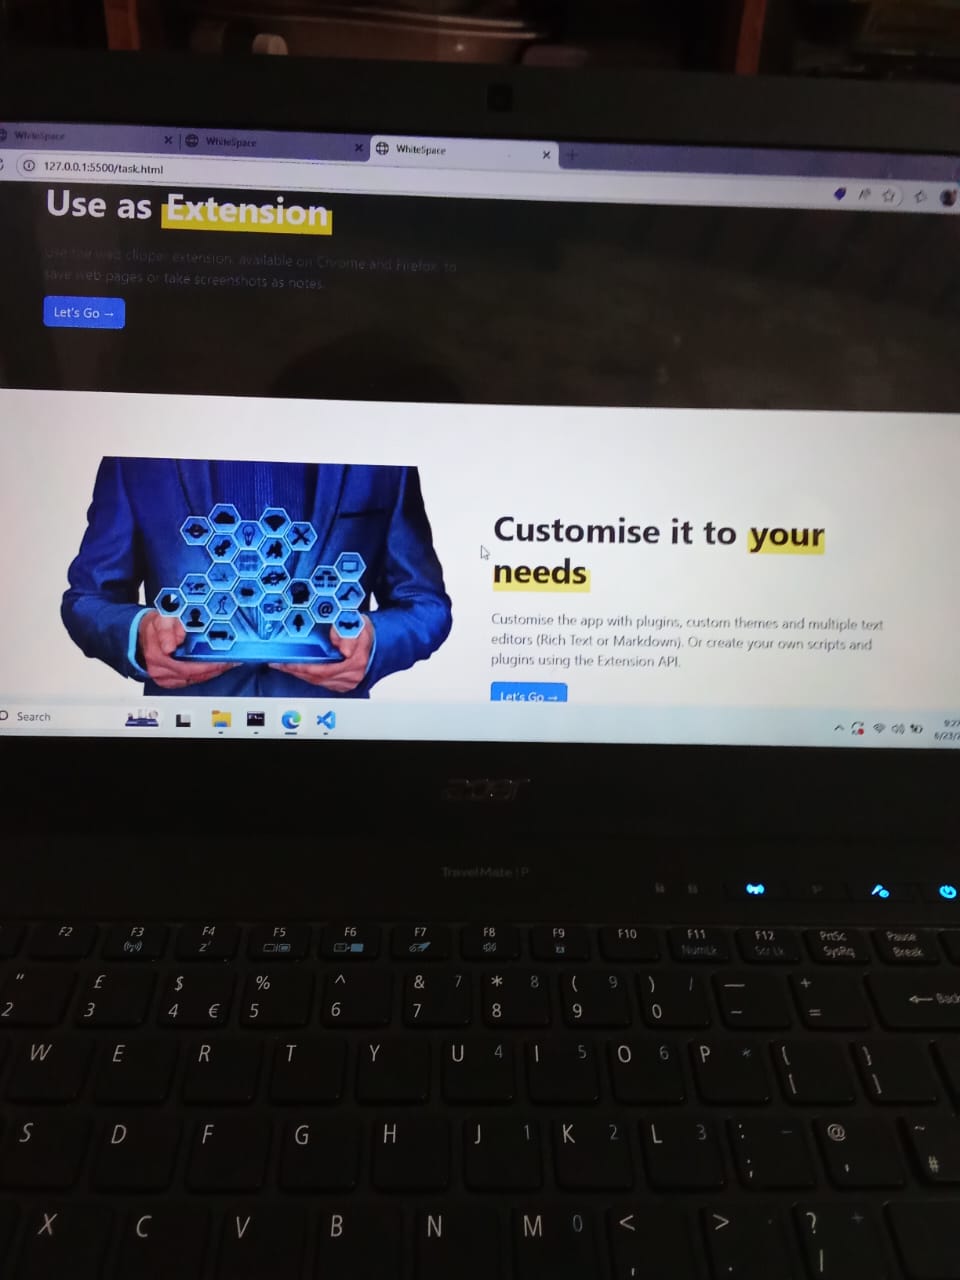 WhiteSpace
WhiteSpace
WhiteSpace
127.0.0.1:5500/task.html
Use as Extension
Use the web clipper extension, available on Chrome and Firefox, to
save web pages or take screenshots as notes.
Let's Go →
Customise it to your
needs
Customise the app with plugins, custom themes and multiple text
editors (Rich Text or Markdown). Or create your own scripts and
plugins using the Extension API.
Let's Go →
Search
acer
TravelMate | P
F2 F3 F4 F5 F6 F7 F8 F9 F10 F11 F12 PrtSc Pause
z
NumLk Scr Lk SysRq Break
" £ $ % ^ & 7 * 8 ( 9 ) / — +
2 3 4 € 5 6 7 8 9 0 - = ← Back
W E R T Y U 4 I 5 O 6 P * { }
[ ]
S D F G H J 1 K 2 L 3 : - @ ~
; ' #
X C V B N M 0 < > . ? +
, . /